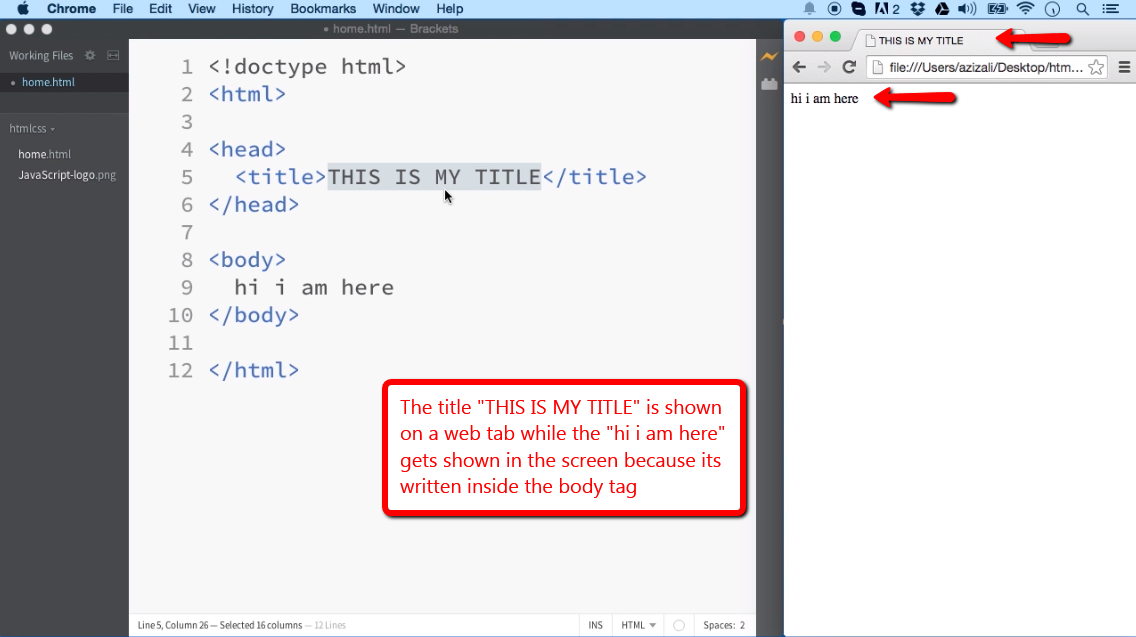 Chrome File Edit View History Bookmarks Window Help
2
• home.html — Brackets
Working Files
• home.html
htmlcss
home.html
JavaScript-logo.png
1 <!doctype html>
2 <html>
3
4 <head>
5 <title>THIS IS MY TITLE</title>
6 </head>
7
8 <body>
9 hi i am here
10 </body>
11
12 </html>
The title "THIS IS MY TITLE" is shown
on a web tab while the "hi i am here"
gets shown in the screen because its
written inside the body tag
Line 5, Column 26 — Selected 16 columns — 12 Lines
INS HTML Spaces: 2
THIS IS MY TITLE
file:///Users/azizali/Desktop/htm...
hi i am here